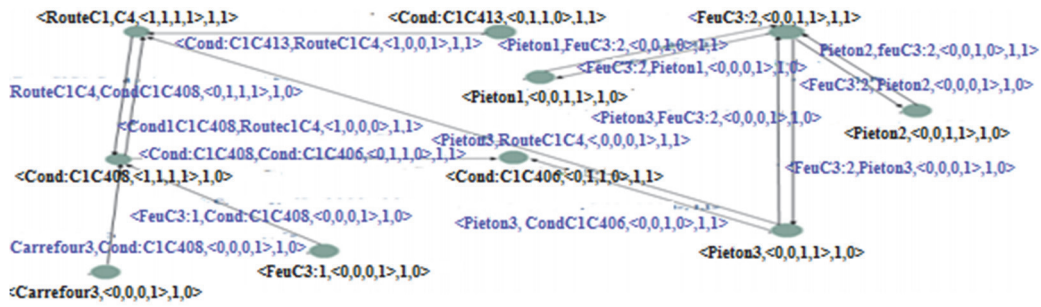 <RouteC1,C4,<1,1,1,1>,1,1>
<Cond:C1C413,<0,1,1,0>,1,1>
<FeuC3:2,<0,0,1,1>,1,1>
<Cond:C1C413,RouteC1C4,<1,0,0,1>,1,1>
<Pieton1,FeuC3:2,<0,0,1,0>,1,1>
Pieton2,feuC3:2,<0,0,1,0>,1,1>
<FeuC3:2,Pieton1,<0,0,0,1>,1,0>
<FeuC3:2,Pieton2,<0,0,0,1>,1,0>
RouteC1C4,CondC1C408,<0,1,1,1>,1,0>
<Pieton1,<0,0,1,1>,1,0>
<Pieton3,FeuC3:2,<0,0,0,1>,1,0>
<Cond1C1C408,Routec1C4,<1,0,0,0>,1,1>
<Pieton3,RouteC1C4,<0,0,0,1>,1,1>
<Pieton2,<0,0,1,1>,1,0>
<Cond:C1C408,Cond:C1C406,<0,1,1,0>,1,1>
<Cond:C1C408,<1,1,1,1>,1,0>
<Cond:C1C406,<0,1,1,0>,1,1>
<FeuC3:2,Pieton3,<0,0,0,1>,1,0>
<FeuC3:1,Cond:C1C408,<0,0,0,1>,1,0>
<Pieton3, CondC1C406,<0,0,1,0>,1,1>
Carrefour3,Cond:C1C408,<0,0,0,1>,1,0>
<Pieton3,<0,0,1,1>,1,0>
<FeuC3:1,<0,0,0,1>,1,0>
<Carrefour3,<0,0,0,1>,1,0>